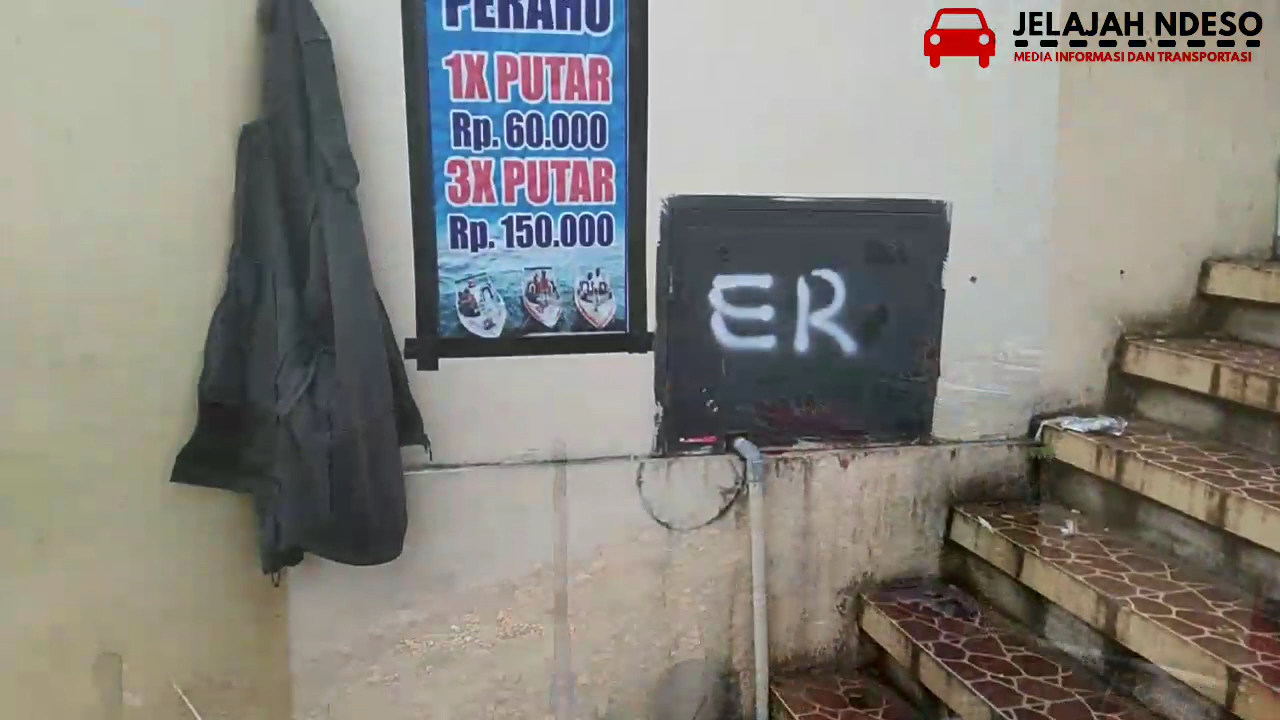 PERAHU
1X PUTAR
Rp. 60.000
3X PUTAR
Rp. 150.000
ER
JELAJAH NDESO
MEDIA INFORMASI DAN TRANSPORTASI